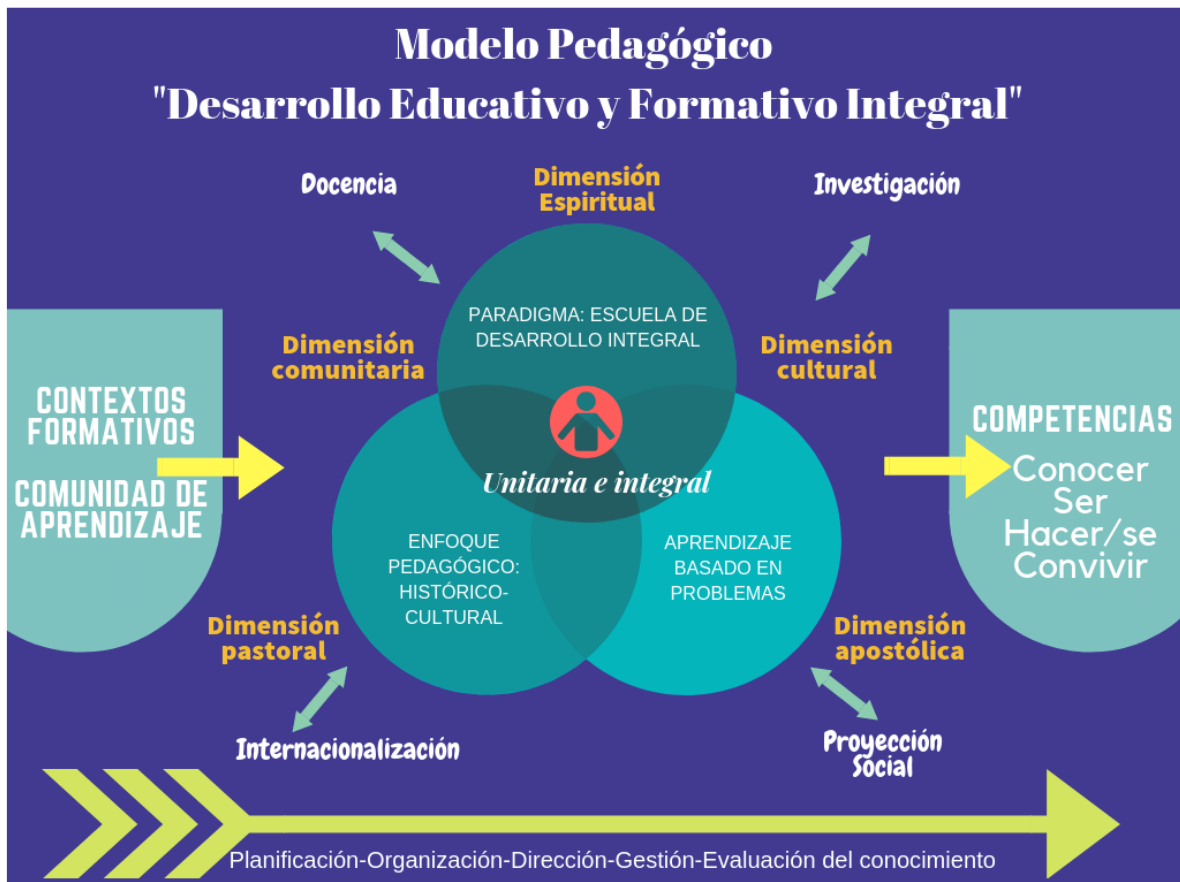 Modelo Pedagógico
"Desarrollo Educativo y Formativo Integral"
Docencia
Dimensión
Espiritual
Investigación
PARADIGMA: ESCUELA DE
DESARROLLO INTEGRAL
Dimensión
comunitaria
Dimensión
cultural
CONTEXTOS
FORMATIVOS
COMUNIDAD DE
APRENDIZAJE
Unitaria e integral
COMPETENCIAS
Conocer
Ser
Hacer/se
Convivir
ENFOQUE
PEDAGÓGICO:
HISTÓRICO-
CULTURAL
APRENDIZAJE
BASADO EN
PROBLEMAS
Dimensión
pastoral
Dimensión
apostólica
Internacionalización
Proyección
Social
Planificación-Organización-Dirección-Gestión-Evaluación del conocimiento